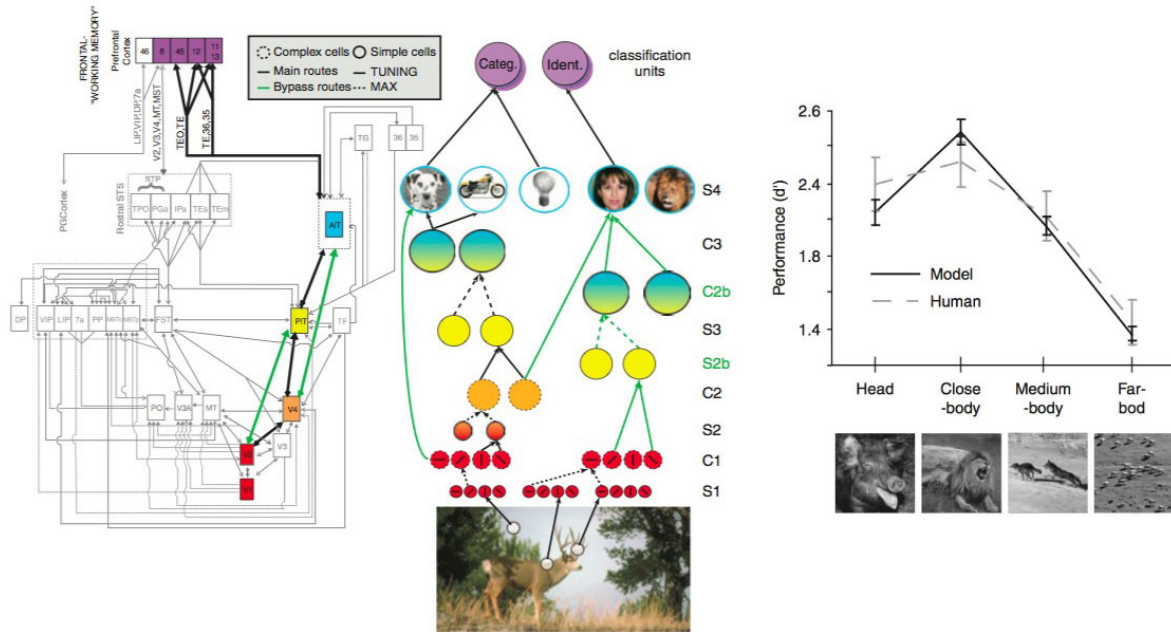 FRONTAL-
"WORKING MEMORY"
Prefrontal
Cortex
46
8
45
12
11
13
LIP,VIP,DP,7a
V2,V3,V4,MT,MST
TEO,TE
TE,36,35
PGCortex
Rostral STS
STP
TPO
PGa
IPa
TEa
TEm
TG
36
35
AIT
DP
VIP
LIP
7a
PP
FST
PIT
TF
PO
V3A
MT
V4
V3
V2
V1
Complex cells
Simple cells
Main routes
TUNING
Bypass routes
MAX
Categ.
Ident.
classification
units
S4
C3
C2b
S3
S2b
C2
S2
C1
S1
Performance (d')
2.6
2.4
1.8
1.4
Model
Human
Head
Close
-body
Medium
-body
Far-
bod